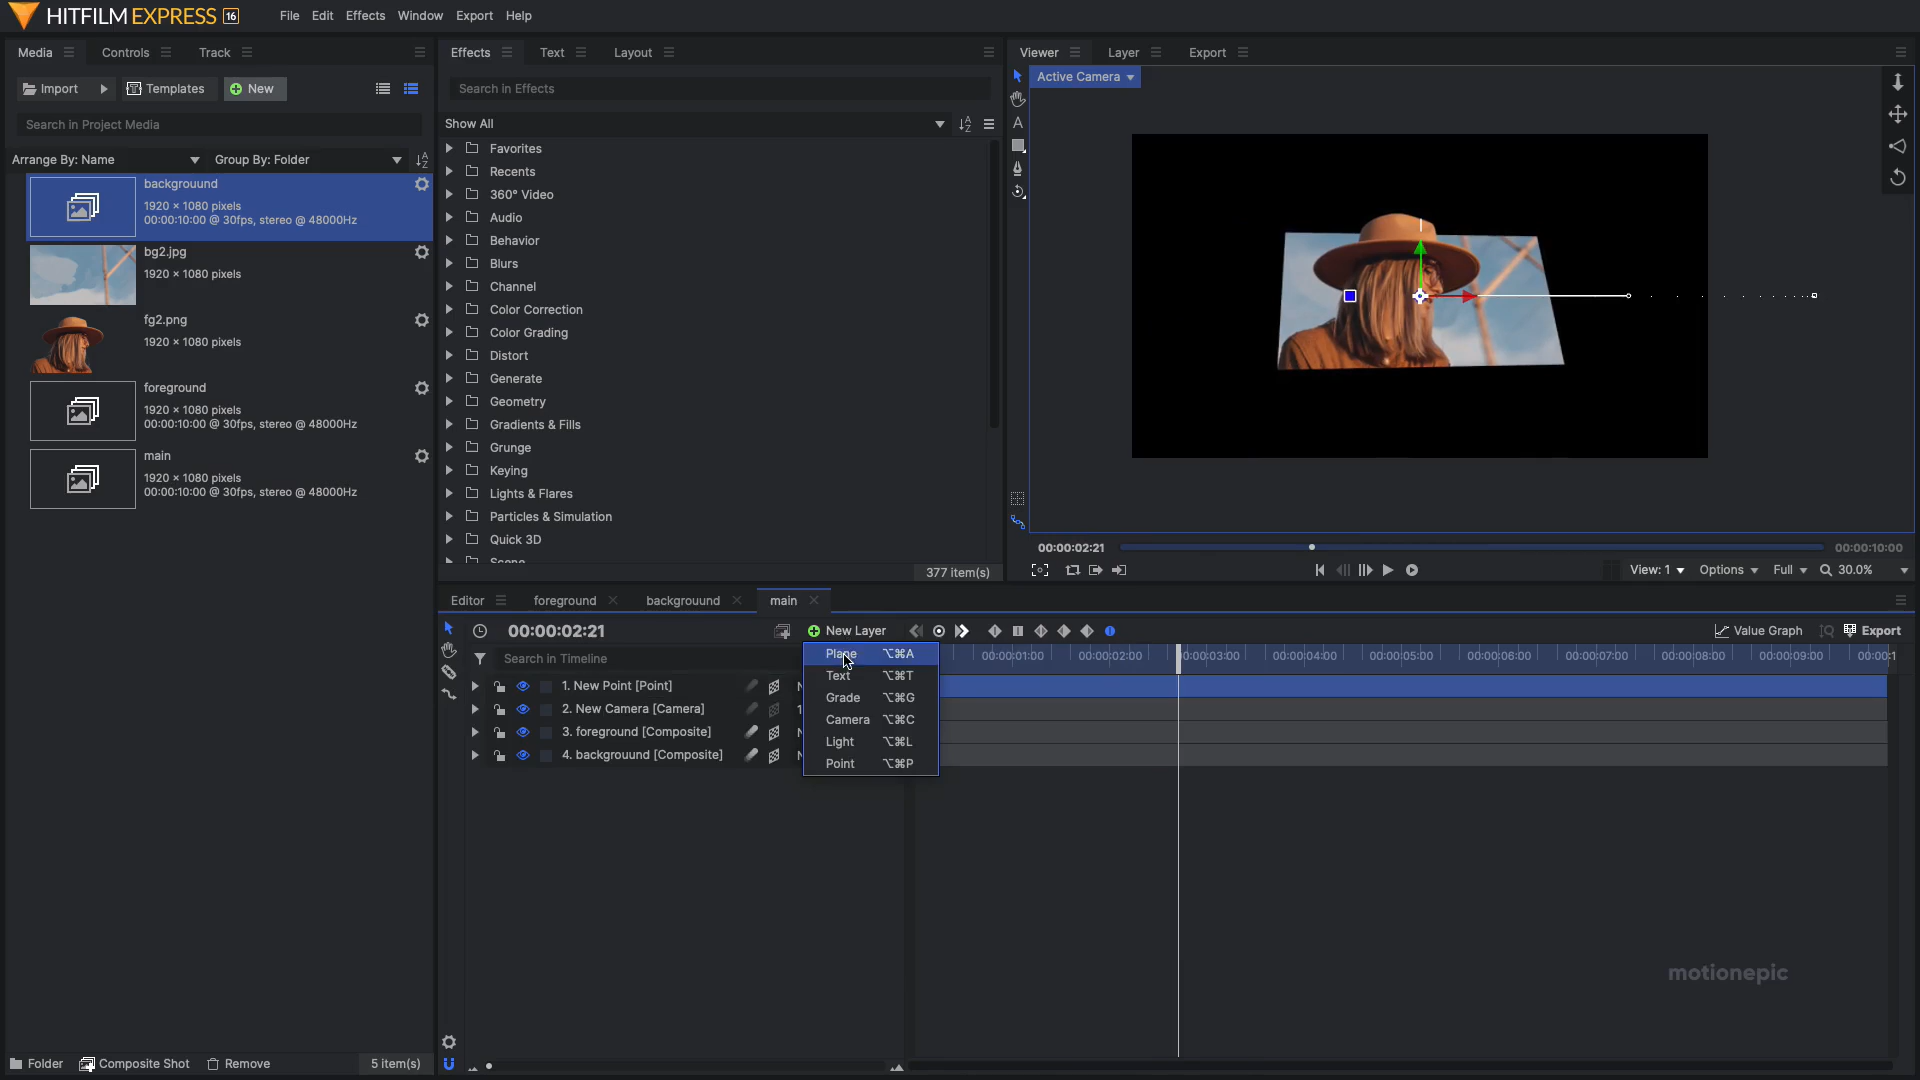 HITFILM EXPRESS 16
File Edit Effects Window Export Help
Media Controls Track
Import Templates New
Search in Project Media
Arrange By: Name Group By: Folder
backgrouund
1920 × 1080 pixels
00:00:10:00 @ 30fps, stereo @ 48000Hz
bg2.jpg
1920 × 1080 pixels
fg2.png
1920 × 1080 pixels
foreground
1920 × 1080 pixels
00:00:10:00 @ 30fps, stereo @ 48000Hz
main
1920 × 1080 pixels
00:00:10:00 @ 30fps, stereo @ 48000Hz
Folder Composite Shot Remove 5 item(s)
Effects Text Layout
Search in Effects
Show All
Favorites
Recents
360° Video
Audio
Behavior
Blurs
Channel
Color Correction
Color Grading
Distort
Generate
Geometry
Gradients & Fills
Grunge
Keying
Lights & Flares
Particles & Simulation
Quick 3D
Scene
377 item(s)
Viewer Layer Export
Active Camera
00:00:02:21 00:00:10:00
View: 1 Options Full 30.0%
Editor foreground backgrouund main
00:00:02:21 New Layer Value Graph Export
Search in Timeline
00:00:01:00 00:00:02:00 00:00:03:00 00:00:04:00 00:00:05:00 00:00:06:00 00:00:07:00 00:00:08:00 00:00:09:00 00:00:1
Plane ⌥⌘A
Text ⌥⌘T
Grade ⌥⌘G
Camera ⌥⌘C
Light ⌥⌘L
Point ⌥⌘P
1. New Point [Point]
2. New Camera [Camera]
3. foreground [Composite]
4. backgrouund [Composite]
motionepic